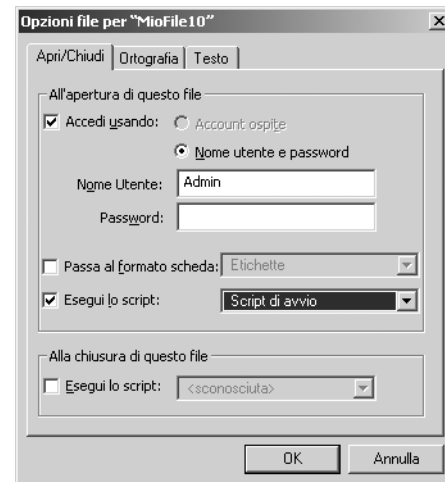 Opzioni file per "MioFile10"
Apri/Chiudi Ortografia Testo
All'apertura di questo file
Accedi usando: Account ospite
Nome utente e password
Nome Utente: Admin
Password:
Passa al formato scheda: Etichette
Esegui lo script: Script di avvio
Alla chiusura di questo file
Esegui lo script: <sconosciuta>
OK Annulla